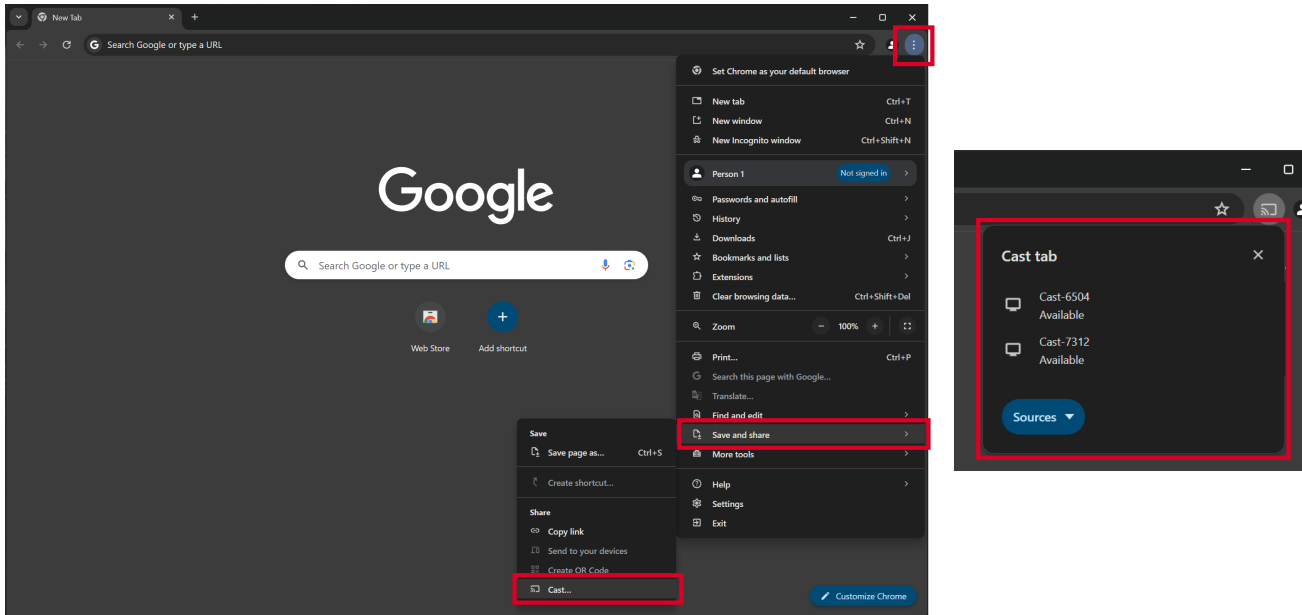 New Tab
G Search Google or type a URL
Set Chrome as your default browser
New tab Ctrl+T
New window Ctrl+N
New Incognito window Ctrl+Shift+N
Person 1 Not signed in
Passwords and autofill
History
Downloads Ctrl+J
Bookmarks and lists
Extensions
Clear browsing data... Ctrl+Shift+Del
Zoom − 100% +
Print... Ctrl+P
G Search this page with Google...
Translate...
Find and edit
Save and share
More tools
Help
Settings
Exit
Google
Search Google or type a URL
Web Store Add shortcut
Save
Save page as... Ctrl+S
Create shortcut...
Share
Copy link
Send to your devices
Create QR Code
Cast...
Customize Chrome
Cast tab
Cast-6504
Available
Cast-7312
Available
Sources